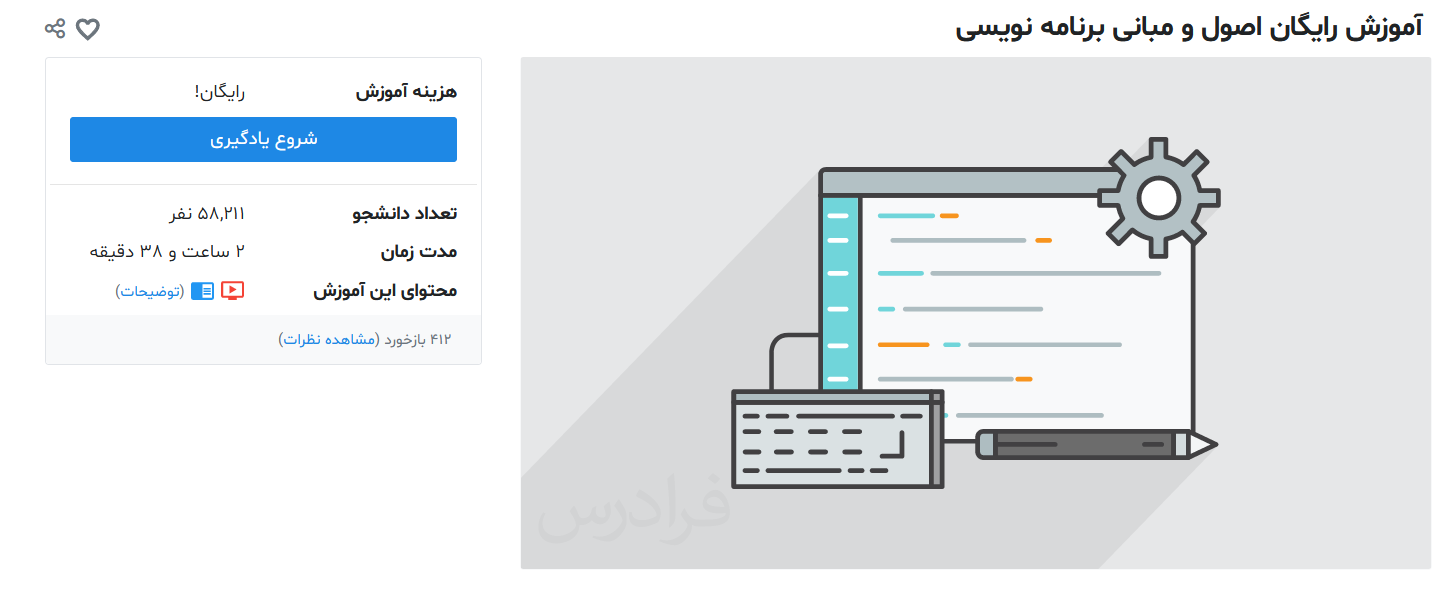 آموزش رایگان اصول و مبانی برنامه نویسی
هزینه آموزش رایگان!
شروع یادگیری
تعداد دانشجو ۵۸,۲۱۱ نفر
مدت زمان ۲ ساعت و ۳۸ دقیقه
محتوای این آموزش (توضیحات)
۴۱۲ بازخورد (مشاهده نظرات)
فرادرس